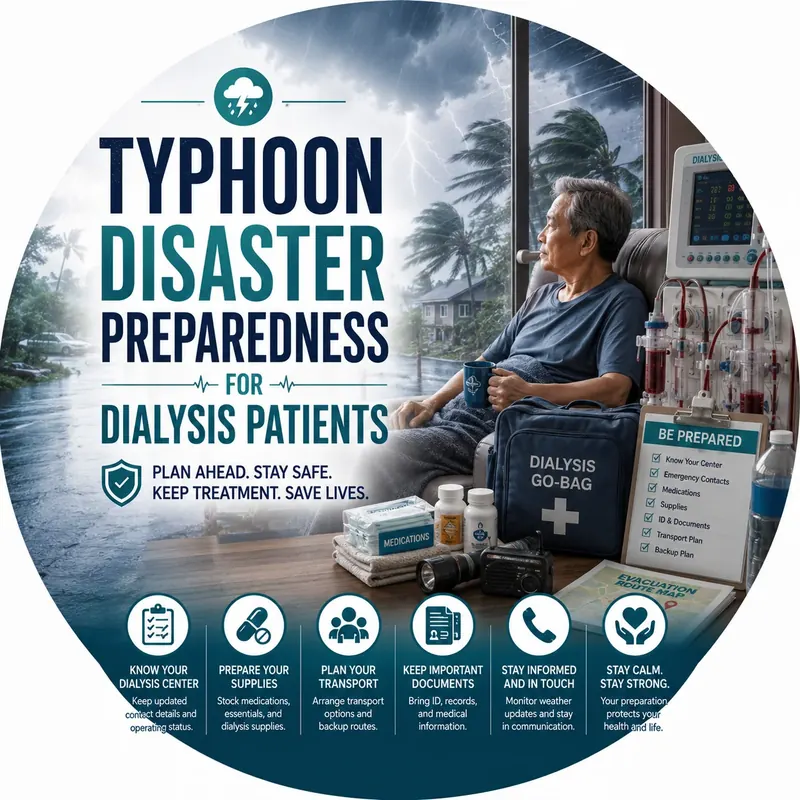 TYPHOON
DISASTER
PREPAREDNESS
FOR
DIALYSIS PATIENTS
PLAN AHEAD. STAY SAFE.
KEEP TREATMENT. SAVE LIVES.
DIALYSIS
DIALYSIS
GO-BAG
MEDICATIONS
BE PREPARED
Know Your Center
Emergency Contacts
Medications
Supplies
ID & Documents
Transport Plan
Backup Plan
EVACUATION
ROUTE MAP
KNOW YOUR
DIALYSIS CENTER
Keep updated
contact details and
operating status.
PREPARE YOUR
SUPPLIES
Stock medications,
essentials, and
dialysis supplies.
PLAN YOUR
TRANSPORT
Arrange transport
options and
backup routes.
KEEP IMPORTANT
DOCUMENTS
Bring ID, records,
and medical
information.
STAY INFORMED
AND IN TOUCH
Monitor weather
updates and stay
in communication.
STAY CALM.
STAY STRONG.
Your preparation
protects your
health and life.